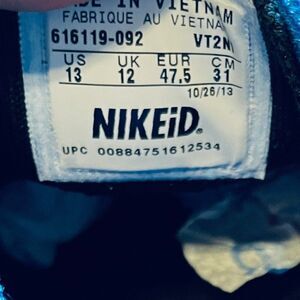 IN VIETNAM
FABRIQUE AU VIETNAM
616119-092 VT2N
US UK EUR CM
13 12 47,5 31
10/26/13
NIKEiD.
UPC 00884751612534